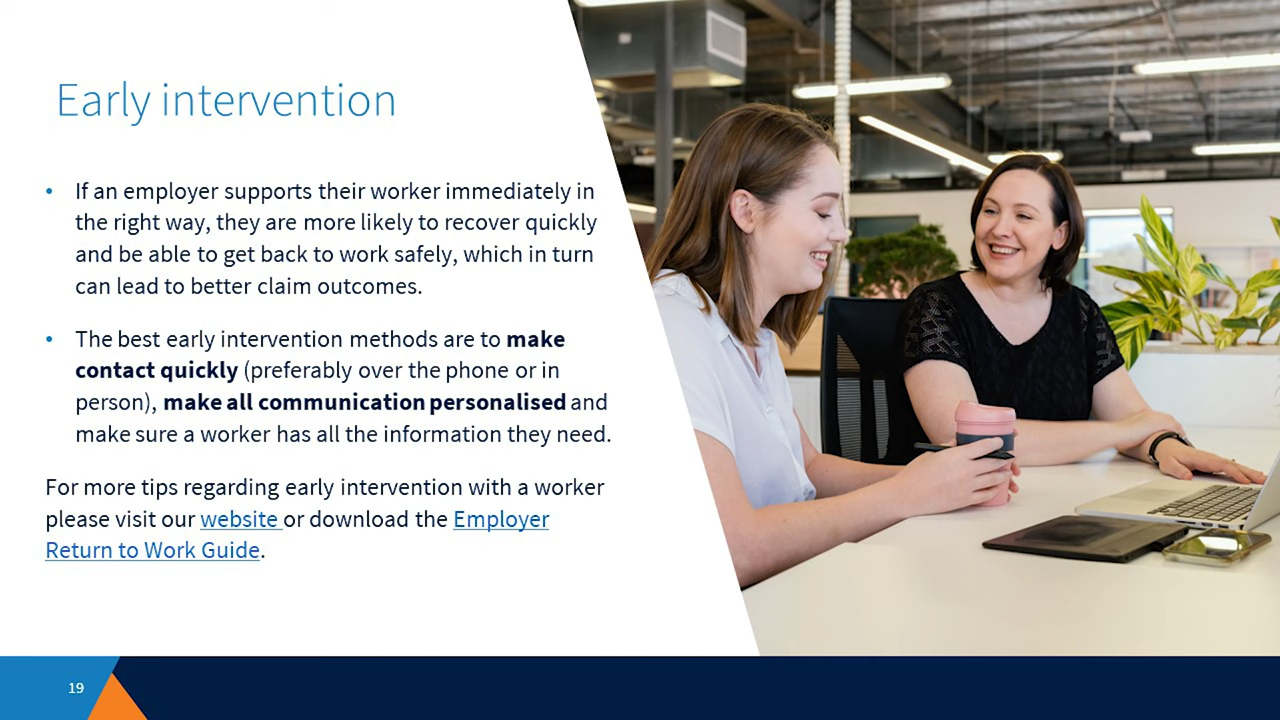 Early intervention
• If an employer supports their worker immediately in
the right way, they are more likely to recover quickly
and be able to get back to work safely, which in turn
can lead to better claim outcomes.
• The best early intervention methods are to make
contact quickly (preferably over the phone or in
person), make all communication personalised and
make sure a worker has all the information they need.
For more tips regarding early intervention with a worker
please visit our website or download the Employer
Return to Work Guide.
19